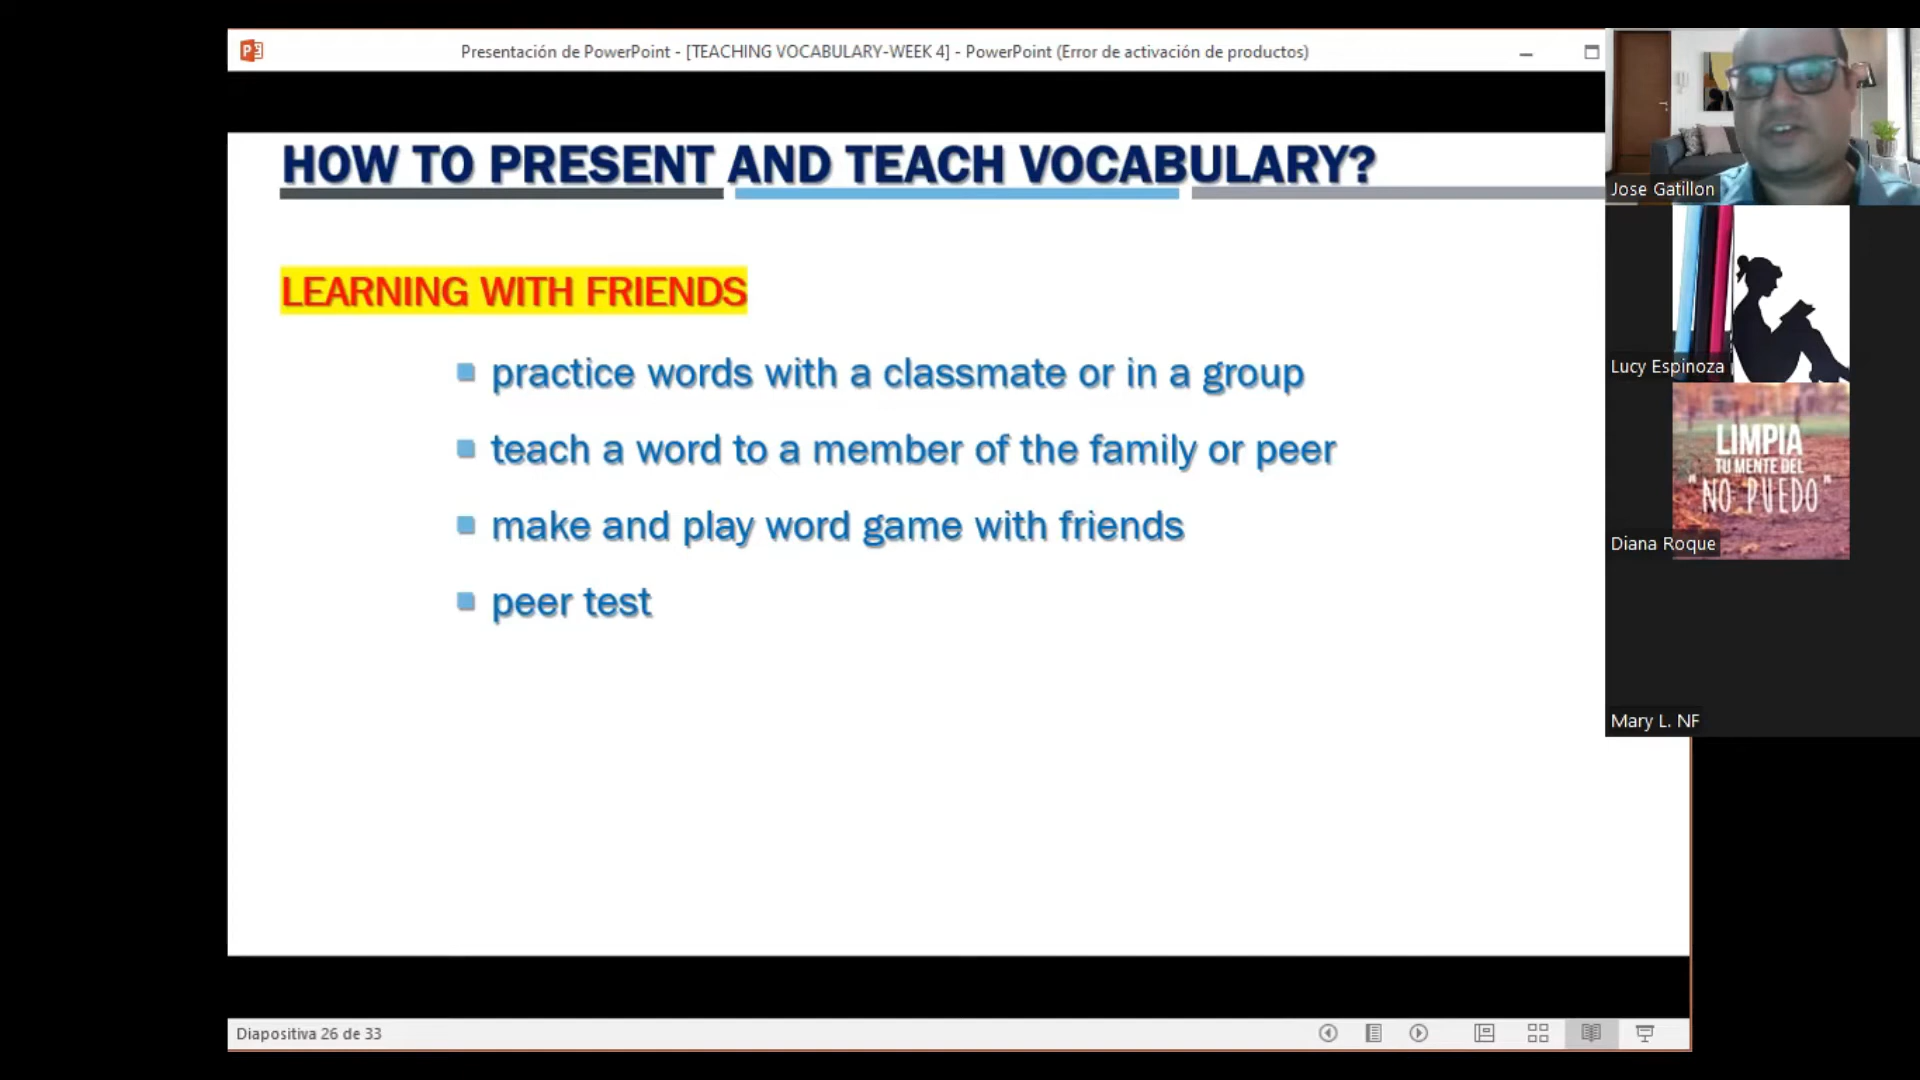 Presentación de PowerPoint - [TEACHING VOCABULARY-WEEK 4] - PowerPoint (Error de activación de productos)
HOW TO PRESENT AND TEACH VOCABULARY?
LEARNING WITH FRIENDS
practice words with a classmate or in a group
teach a word to a member of the family or peer
make and play word game with friends
peer test
Diapositiva 26 de 33
Jose Gatillon
Lucy Espinoza
LIMPIA
TU MENTE DEL
"NO PUEDO"
Diana Roque
Mary L. NF